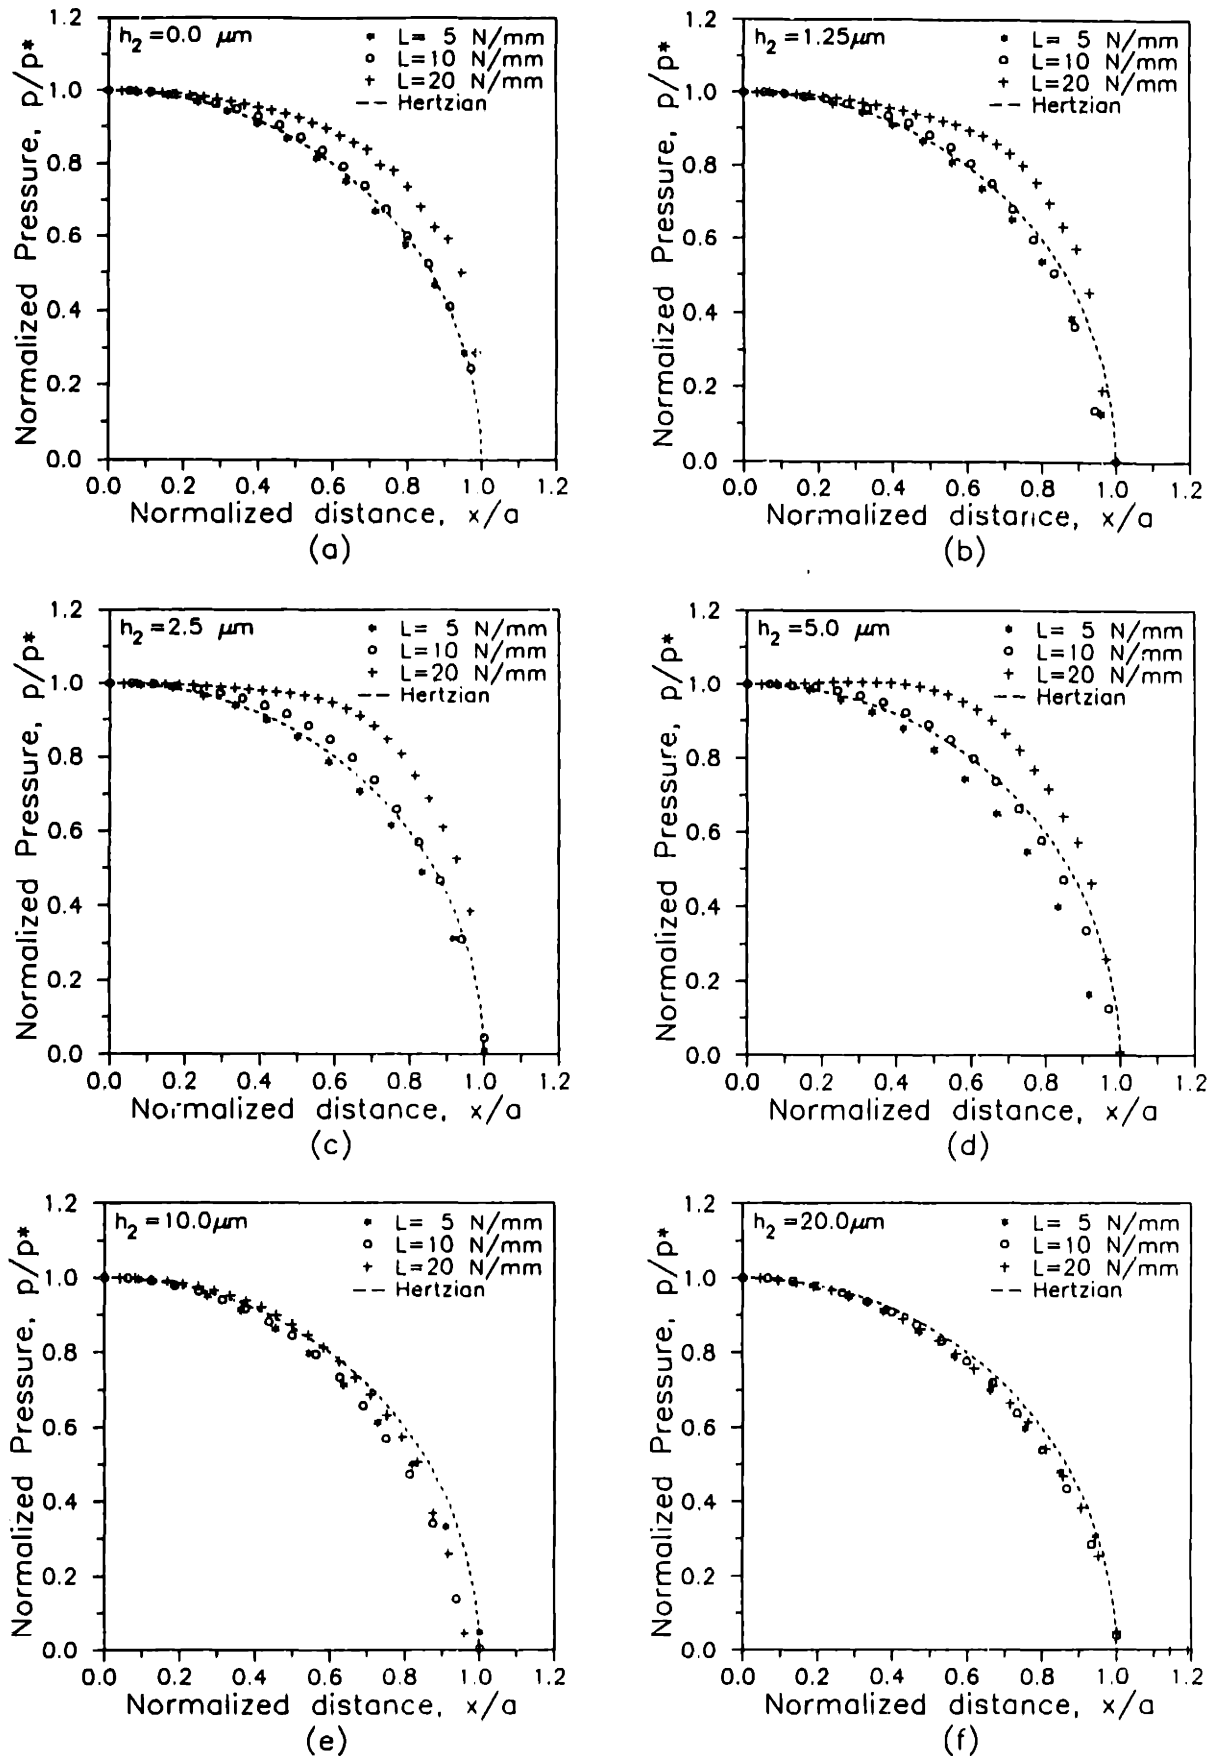 h₂=0.0 μm
L= 5 N/mm
L=10 N/mm
L=20 N/mm
Hertzian
Normalized Pressure, p/p*
1.2
1.0
0.8
0.6
0.4
0.2
0.0
0.0 0.2 0.4 0.6 0.8 1.0 1.2
Normalized distance, x/a
(a)
h₂=1.25μm
L= 5 N/mm
L=10 N/mm
L=20 N/mm
Hertzian
Normalized Pressure, p/p*
1.2
1.0
0.8
0.6
0.4
0.2
0.0
0.0 0.2 0.4 0.6 0.8 1.0 1.2
Normalized distance, x/a
(b)
h₂=2.5 μm
L= 5 N/mm
L=10 N/mm
L=20 N/mm
Hertzian
Normalized Pressure, p/p*
1.2
1.0
0.8
0.6
0.4
0.2
0.0
0.0 0.2 0.4 0.6 0.8 1.0 1.2
Normalized distance, x/a
(c)
h₂=5.0 μm
L= 5 N/mm
L=10 N/mm
L=20 N/mm
Hertzian
Normalized Pressure, p/p*
1.2
1.0
0.8
0.6
0.4
0.2
0.0
0.0 0.2 0.4 0.6 0.8 1.0 1.2
Normalized distance, x/a
(d)
h₂=10.0μm
L= 5 N/mm
L=10 N/mm
L=20 N/mm
Hertzian
Normalized Pressure, p/p*
1.2
1.0
0.8
0.6
0.4
0.2
0.0
0.0 0.2 0.4 0.6 0.8 1.0 1.2
Normalized distance, x/a
(e)
h₂=20.0μm
L= 5 N/mm
L=10 N/mm
L=20 N/mm
Hertzian
Normalized Pressure, p/p*
1.2
1.0
0.8
0.6
0.4
0.2
0.0
0.0 0.2 0.4 0.6 0.8 1.0 1.2
Normalized distance, x/a
(f)